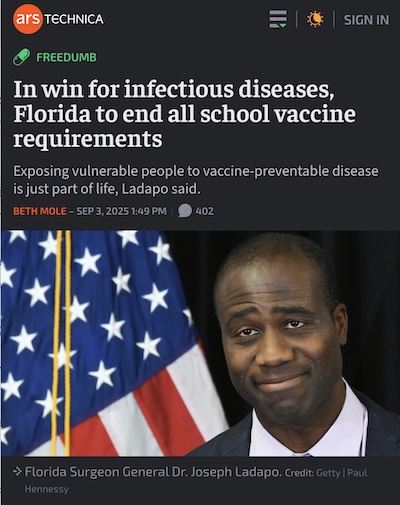 ars TECHNICA
SIGN IN
FREEDUMB
In win for infectious diseases,
Florida to end all school vaccine
requirements
Exposing vulnerable people to vaccine-preventable disease
is just part of life, Ladapo said.
BETH MOLE – SEP 3, 2025 1:49 PM | 402
Florida Surgeon General Dr. Joseph Ladapo. Credit: Getty | Paul
Hennessy